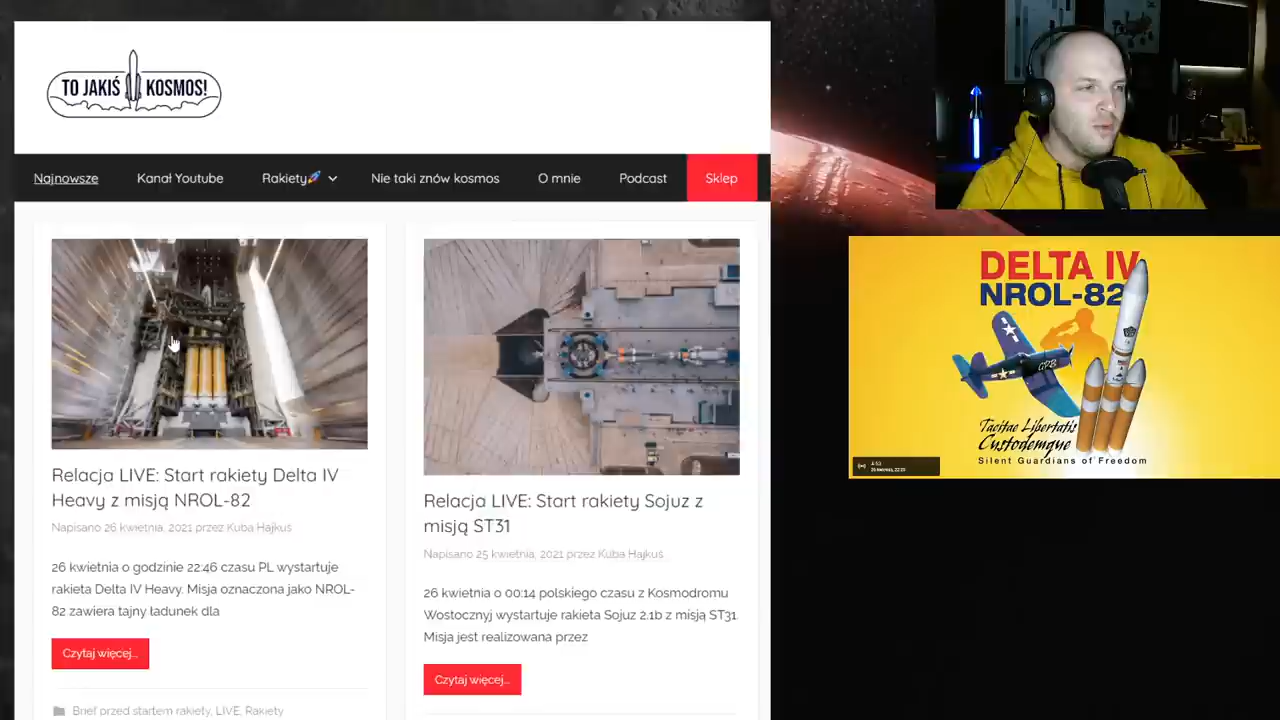 TO JAKIŚ KOSMOS!
Najnowsze
Kanał Youtube
Rakiety🚀
Nie taki znów kosmos
O mnie
Podcast
Sklep
Relacja LIVE: Start rakiety Delta IV
Heavy z misją NROL-82
Napisano 26 kwietnia, 2021 przez Kuba Hajkuś
26 kwietnia o godzinie 22:46 czasu PL wystartuje
rakieta Delta IV Heavy. Misja oznaczona jako NROL-
82 zawiera tajny ładunek dla
Czytaj więcej...
Brief przed startem rakiety, LIVE, Rakiety
Relacja LIVE: Start rakiety Sojuz z
misją ST31
Napisano 25 kwietnia, 2021 przez Kuba Hajkuś
26 kwietnia o 00:14 polskiego czasu z Kosmodromu
Wostocznyj wystartuje rakieta Sojuz 2.1b z misją ST31.
Misja jest realizowana przez
Czytaj więcej...
DELTA IV
NROL-82
GPB
Tacitae Libertatis
Custodemque
Silent Guardians of Freedom